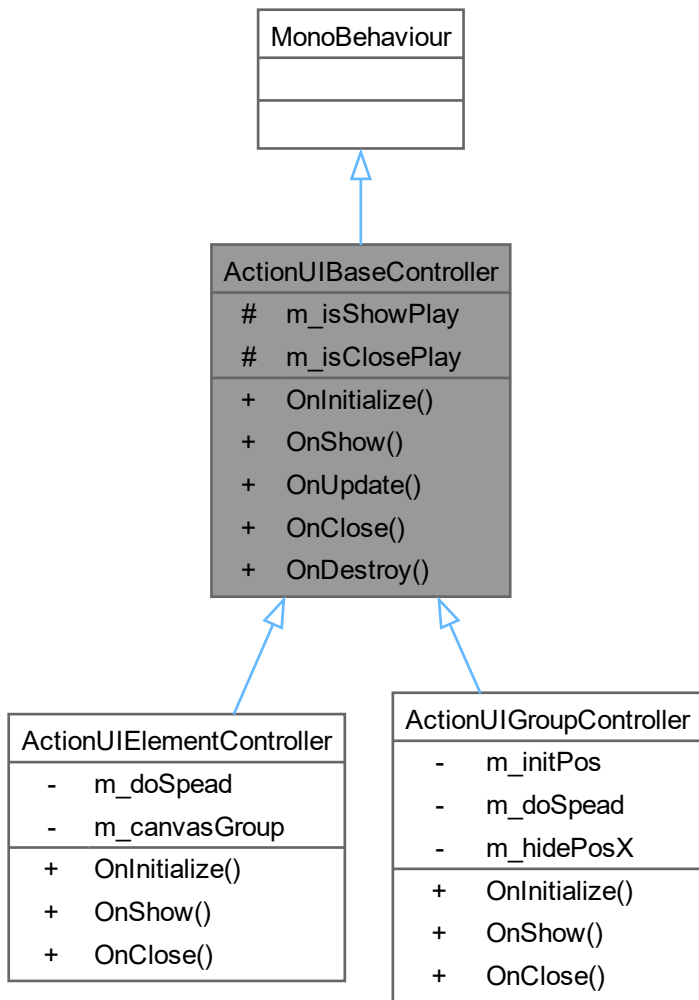 MonoBehaviour
ActionUIBaseController
# m_isShowPlay
# m_isClosePlay
+ OnInitialize()
+ OnShow()
+ OnUpdate()
+ OnClose()
+ OnDestroy()
ActionUIElementController
- m_doSpead
- m_canvasGroup
+ OnInitialize()
+ OnShow()
+ OnClose()
ActionUIGroupController
- m_initPos
- m_doSpead
- m_hidePosX
+ OnInitialize()
+ OnShow()
+ OnClose()